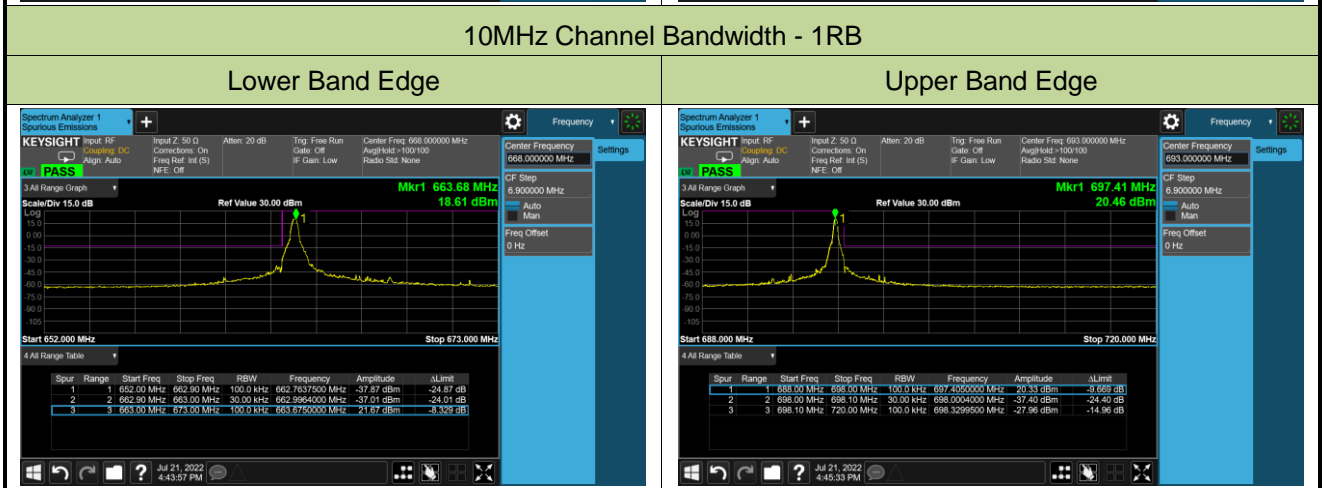 10MHz Channel Bandwidth - 1RB
Lower Band Edge
Upper Band Edge
Spectrum Analyzer 1
Spurious Emissions
Frequency
KEYSIGHT Input: RF
Coupling: DC
Align: Auto
Input Z: 50 Ω
Corrections: On
Freq Ref: Int (S)
NFE: Off
Atten: 20 dB
Trig: Free Run
Gate: Off
IF Gain: Low
Center Freq: 668.000000 MHz
Avg|Hold:>100/100
Radio Std: None
PASS
Center Frequency
668.000000 MHz
Settings
CF Step
6.900000 MHz
Auto
Man
Freq Offset
0 Hz
3 All Range Graph
Mkr1 663.68 MHz
Scale/Div 15.0 dB
Ref Value 30.00 dBm
18.61 dBm
Log
15.0
0.00
-15.0
-30.0
-45.0
-60.0
-75.0
-90.0
-105
1
Start 652.000 MHz
Stop 673.000 MHz
4 All Range Table
Spur Range Start Freq Stop Freq RBW Frequency Amplitude ΔLimit
1 1 652.00 MHz 662.90 MHz 100.0 kHz 662.7637500 MHz -37.87 dBm -24.87 dB
2 2 662.90 MHz 663.00 MHz 30.00 kHz 662.9964000 MHz -37.01 dBm -24.01 dB
3 3 663.00 MHz 673.00 MHz 100.0 kHz 663.6750000 MHz 21.67 dBm -8.329 dB
Jul 21, 2022
4:43:57 PM
Spectrum Analyzer 1
Spurious Emissions
Frequency
KEYSIGHT Input: RF
Coupling: DC
Align: Auto
Input Z: 50 Ω
Corrections: On
Freq Ref: Int (S)
NFE: Off
Atten: 20 dB
Trig: Free Run
Gate: Off
IF Gain: Low
Center Freq: 693.000000 MHz
Avg|Hold:>100/100
Radio Std: None
PASS
Center Frequency
693.000000 MHz
Settings
CF Step
6.900000 MHz
Auto
Man
Freq Offset
0 Hz
3 All Range Graph
Mkr1 697.41 MHz
Scale/Div 15.0 dB
Ref Value 30.00 dBm
20.46 dBm
Log
15.0
0.00
-15.0
-30.0
-45.0
-60.0
-75.0
-90.0
-105
1
Start 688.000 MHz
Stop 720.000 MHz
4 All Range Table
Spur Range Start Freq Stop Freq RBW Frequency Amplitude ΔLimit
1 1 688.00 MHz 698.00 MHz 100.0 kHz 697.4050000 MHz 20.33 dBm -9.669 dB
2 2 698.00 MHz 698.10 MHz 30.00 kHz 698.0004000 MHz -37.40 dBm -24.40 dB
3 3 698.10 MHz 720.00 MHz 100.0 kHz 698.3299500 MHz -27.96 dBm -14.96 dB
Jul 21, 2022
4:45:33 PM